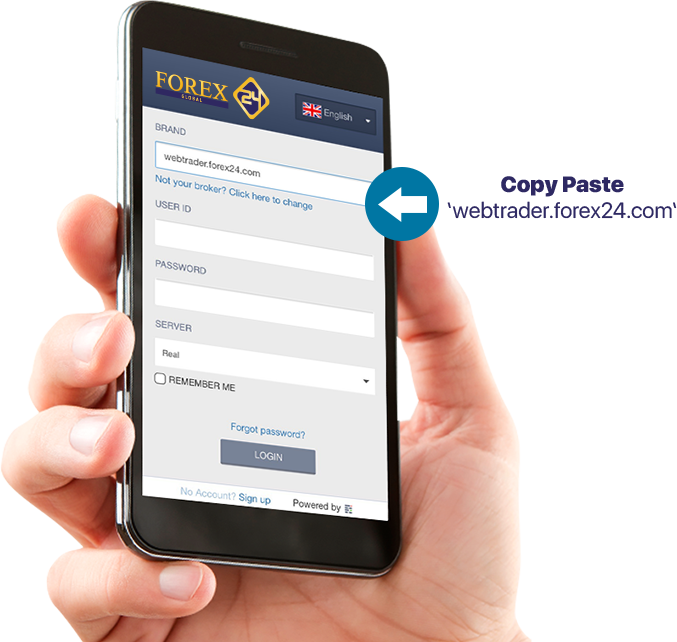 FOREX
GLOBAL
24
English
BRAND
webtrader.forex24.com
Not your broker? Click here to change
USER ID
PASSWORD
SERVER
Real
REMEMBER ME
Forgot password?
LOGIN
No Account? Sign up
Powered by
Copy Paste
'webtrader.forex24.com'